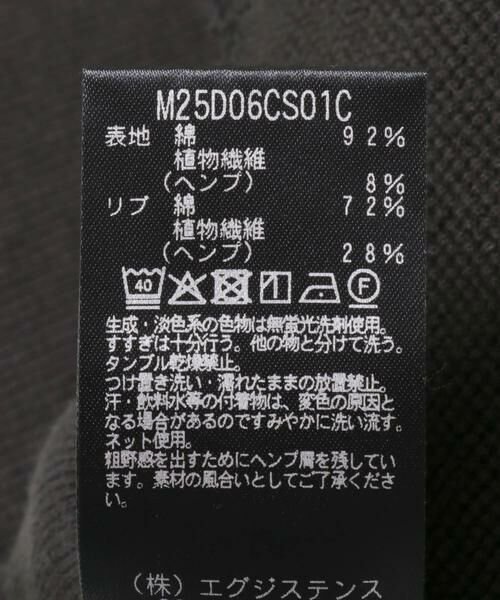 M25D06CS01C
表地 綿 92%
植物繊維
(ヘンプ) 8%
リブ 綿 72%
植物繊維
(ヘンプ) 28%
40 F
生成・淡色系の色物は無蛍光洗剤使用。
すすぎは十分行う。他の物と分けて洗う。
タンブル乾燥禁止。
つけ置き洗い・濡れたままの放置禁止。
汗・飲料水等の付着物は、変色の原因と
なる場合があるのですみやかに洗い流す。
ネット使用。
粗野感を出すためにヘンプ屑を残してい
ます。素材の風合いとしてご了承くださ
い。
(株)エグジステンス